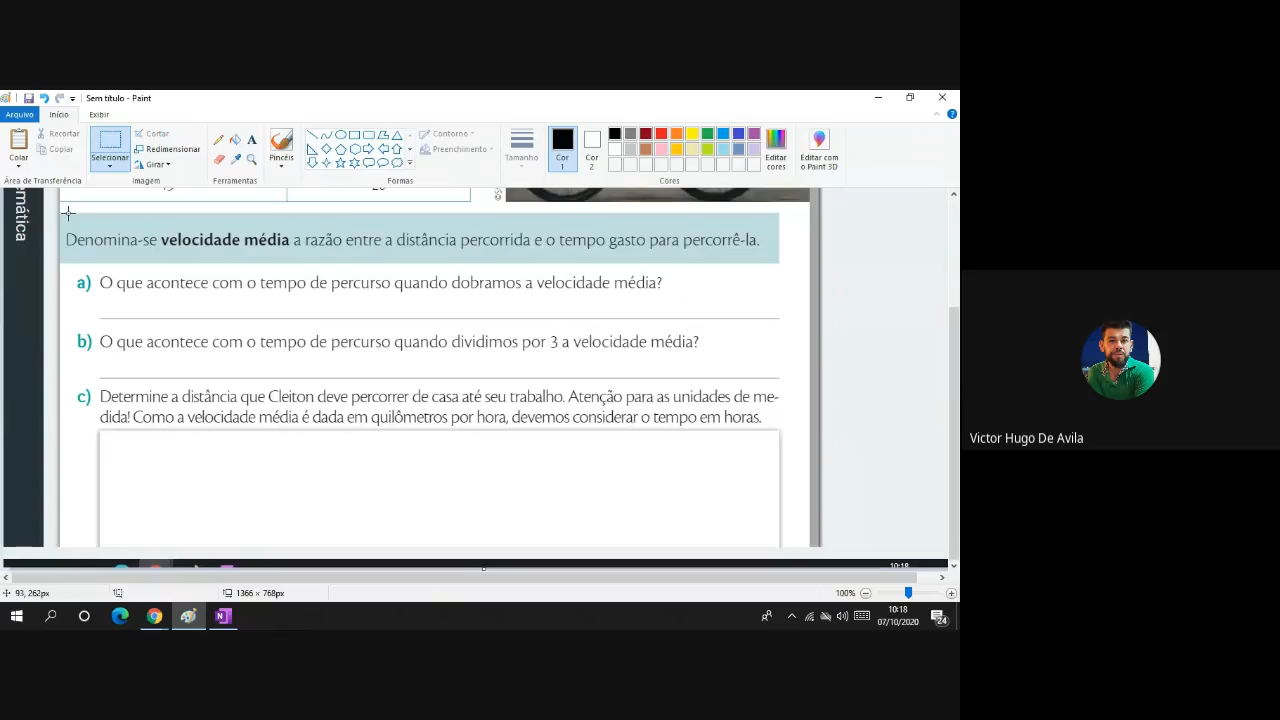 Sem título - Paint
Arquivo Início Exibir
Colar
Recortar
Copiar
Área de Transferência
Selecionar
Cortar
Redimensionar
Girar
Imagem
Ferramentas
Pincéis
Contorno
Preenchimento
Formas
Tamanho
Cor 1
Cor 2
Editar cores
Cores
Editar com o Paint 3D
emática
Denomina-se velocidade média a razão entre a distância percorrida e o tempo gasto para percorrê-la.
a) O que acontece com o tempo de percurso quando dobramos a velocidade média?
b) O que acontece com o tempo de percurso quando dividimos por 3 a velocidade média?
c) Determine a distância que Cleiton deve percorrer de casa até seu trabalho. Atenção para as unidades de me-
dida! Como a velocidade média é dada em quilômetros por hora, devemos considerar o tempo em horas.
93, 262px
1366 × 768px
100%
10:18
07/10/2020
24
Victor Hugo De Avila